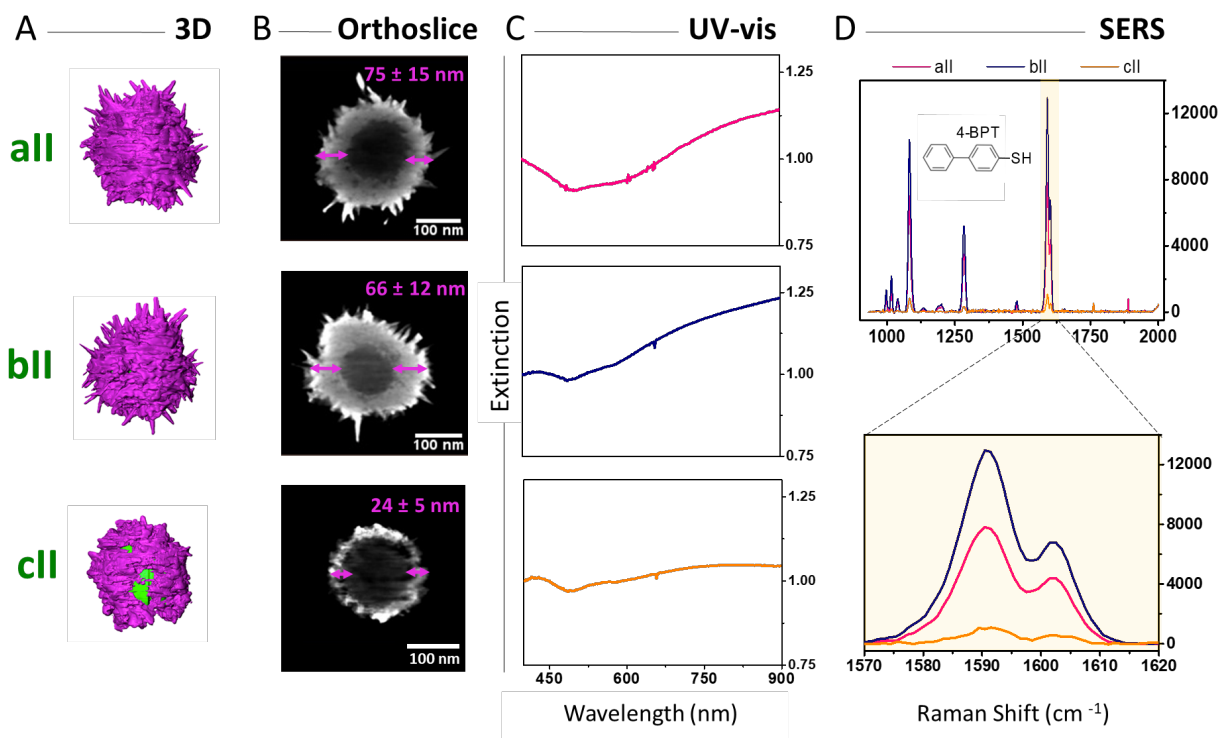 A 3D
B Orthoslice
C UV-vis
D SERS
aII
bII
cII
75 ± 15 nm
100 nm
66 ± 12 nm
100 nm
24 ± 5 nm
100 nm
Extinction
1.25
1.00
0.75
1.25
1.00
0.75
1.25
1.00
0.75
450 600 750 900
Wavelength (nm)
aII bII cII
4-BPT
SH
12000
8000
4000
0
1000 1250 1500 1750 2000
12000
8000
4000
0
1570 1580 1590 1600 1610 1620
Raman Shift (cm -1)